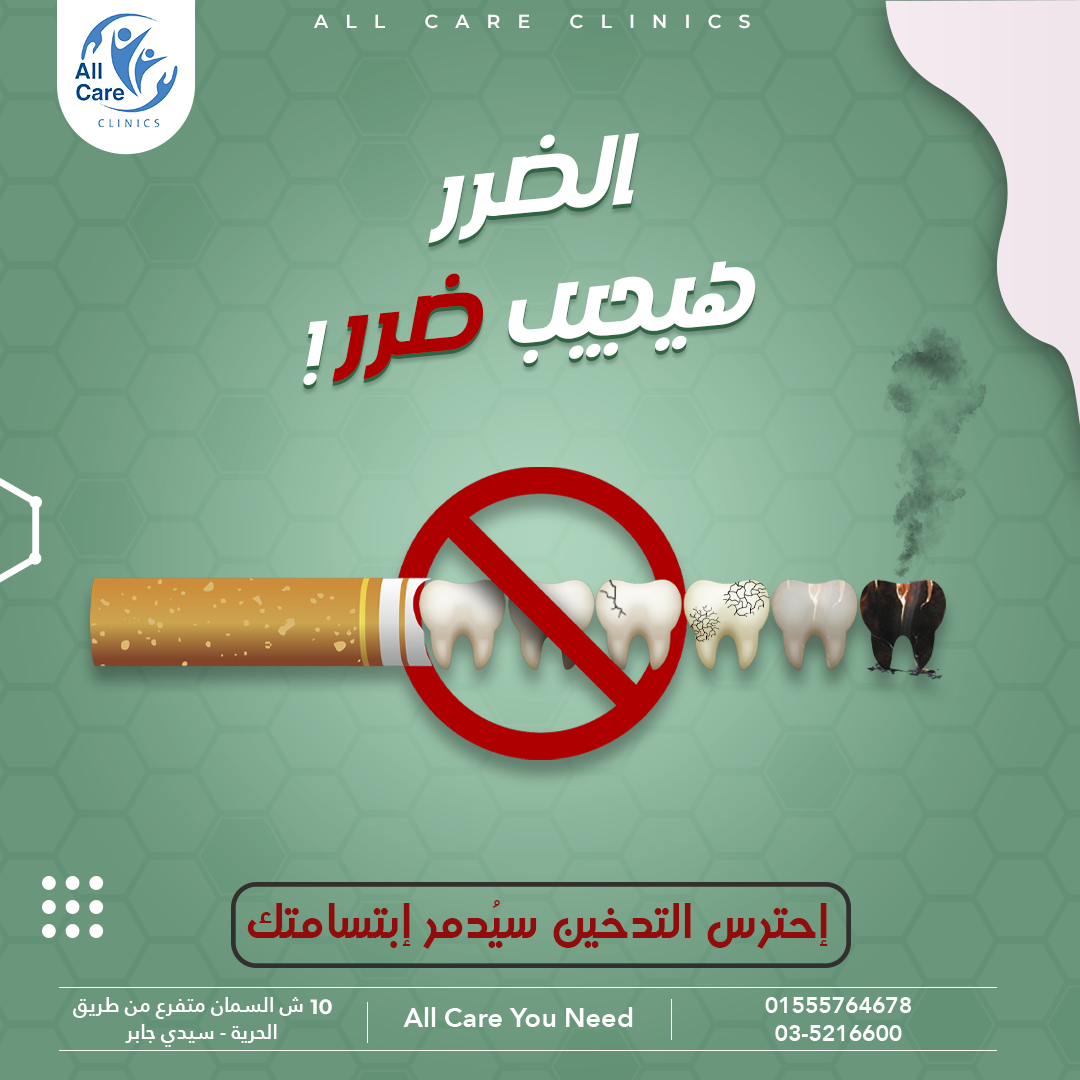 ALL CARE CLINICS
All
Care
CLINICS
الضرر
هيجيب ضرر !
إحترس التدخين سيُدمر إبتسامتك
10 ش السمان متفرع من طريق
الحرية - سيدي جابر
All Care You Need
01555764678
03-5216600